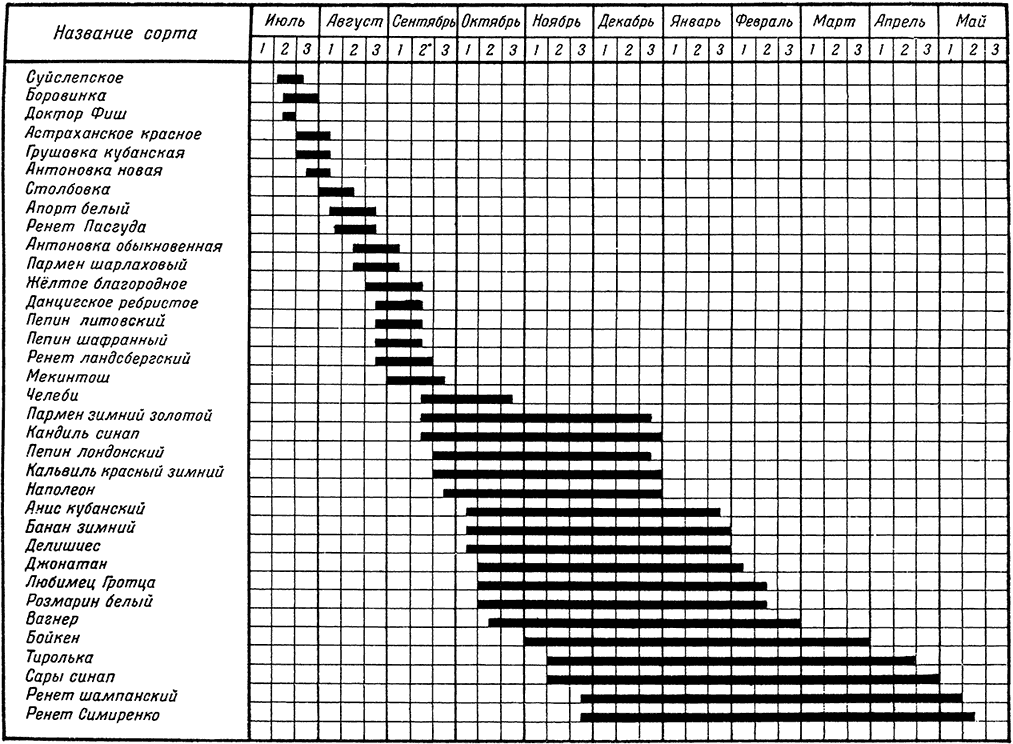 Название сорта
Июль Август Сентябрь Октябрь Ноябрь Декабрь Январь Февраль Март Апрель Май
1 2 3 1 2 3 1 2* 3 1 2 3 1 2 3 1 2 3 1 2 3 1 2 3 1 2 3 1 2 3 1 2 3
Суйслепское
Боровинка
Доктор Фиш
Астраханское красное
Грушовка кубанская
Антоновка новая
Столбовка
Апорт белый
Ренет Пасгуда
Антоновка обыкновенная
Пармен шарлаховый
Жёлтое благородное
Данцигское ребристое
Пепин литовский
Пепин шафранный
Ренет ландсбергский
Мекинтош
Челеби
Пармен зимний золотой
Кандиль синап
Пепин лондонский
Кальвиль красный зимний
Наполеон
Анис кубанский
Банан зимний
Делишиес
Джонатан
Любимец Гротца
Розмарин белый
Вагнер
Бойкен
Тиролька
Сары синап
Ренет шампанский
Ренет Симиренко